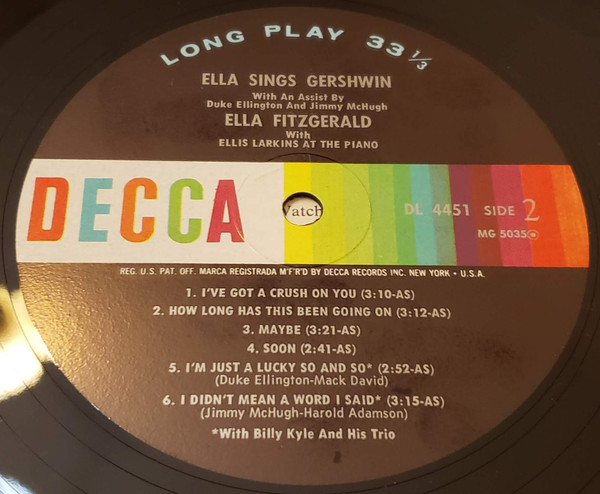 LONG PLAY 33 1/3
ELLA SINGS GERSHWIN
With An Assist By
Duke Ellington And Jimmy McHugh
ELLA FITZGERALD
With
ELLIS LARKINS AT THE PIANO
DECCA
Watch
DL 4451 SIDE 2
MG 5035
REG. U.S. PAT. OFF. MARCA REGISTRADA M'F'R'D BY DECCA RECORDS INC. NEW YORK • U.S.A.
1. I'VE GOT A CRUSH ON YOU (3:10-AS)
2. HOW LONG HAS THIS BEEN GOING ON (3:12-AS)
3. MAYBE (3:21-AS)
4. SOON (2:41-AS)
5. I'M JUST A LUCKY SO AND SO* (2:52-AS)
(Duke Ellington-Mack David)
6. I DIDN'T MEAN A WORD I SAID* (3:15-AS)
(Jimmy McHugh-Harold Adamson)
*With Billy Kyle And His Trio